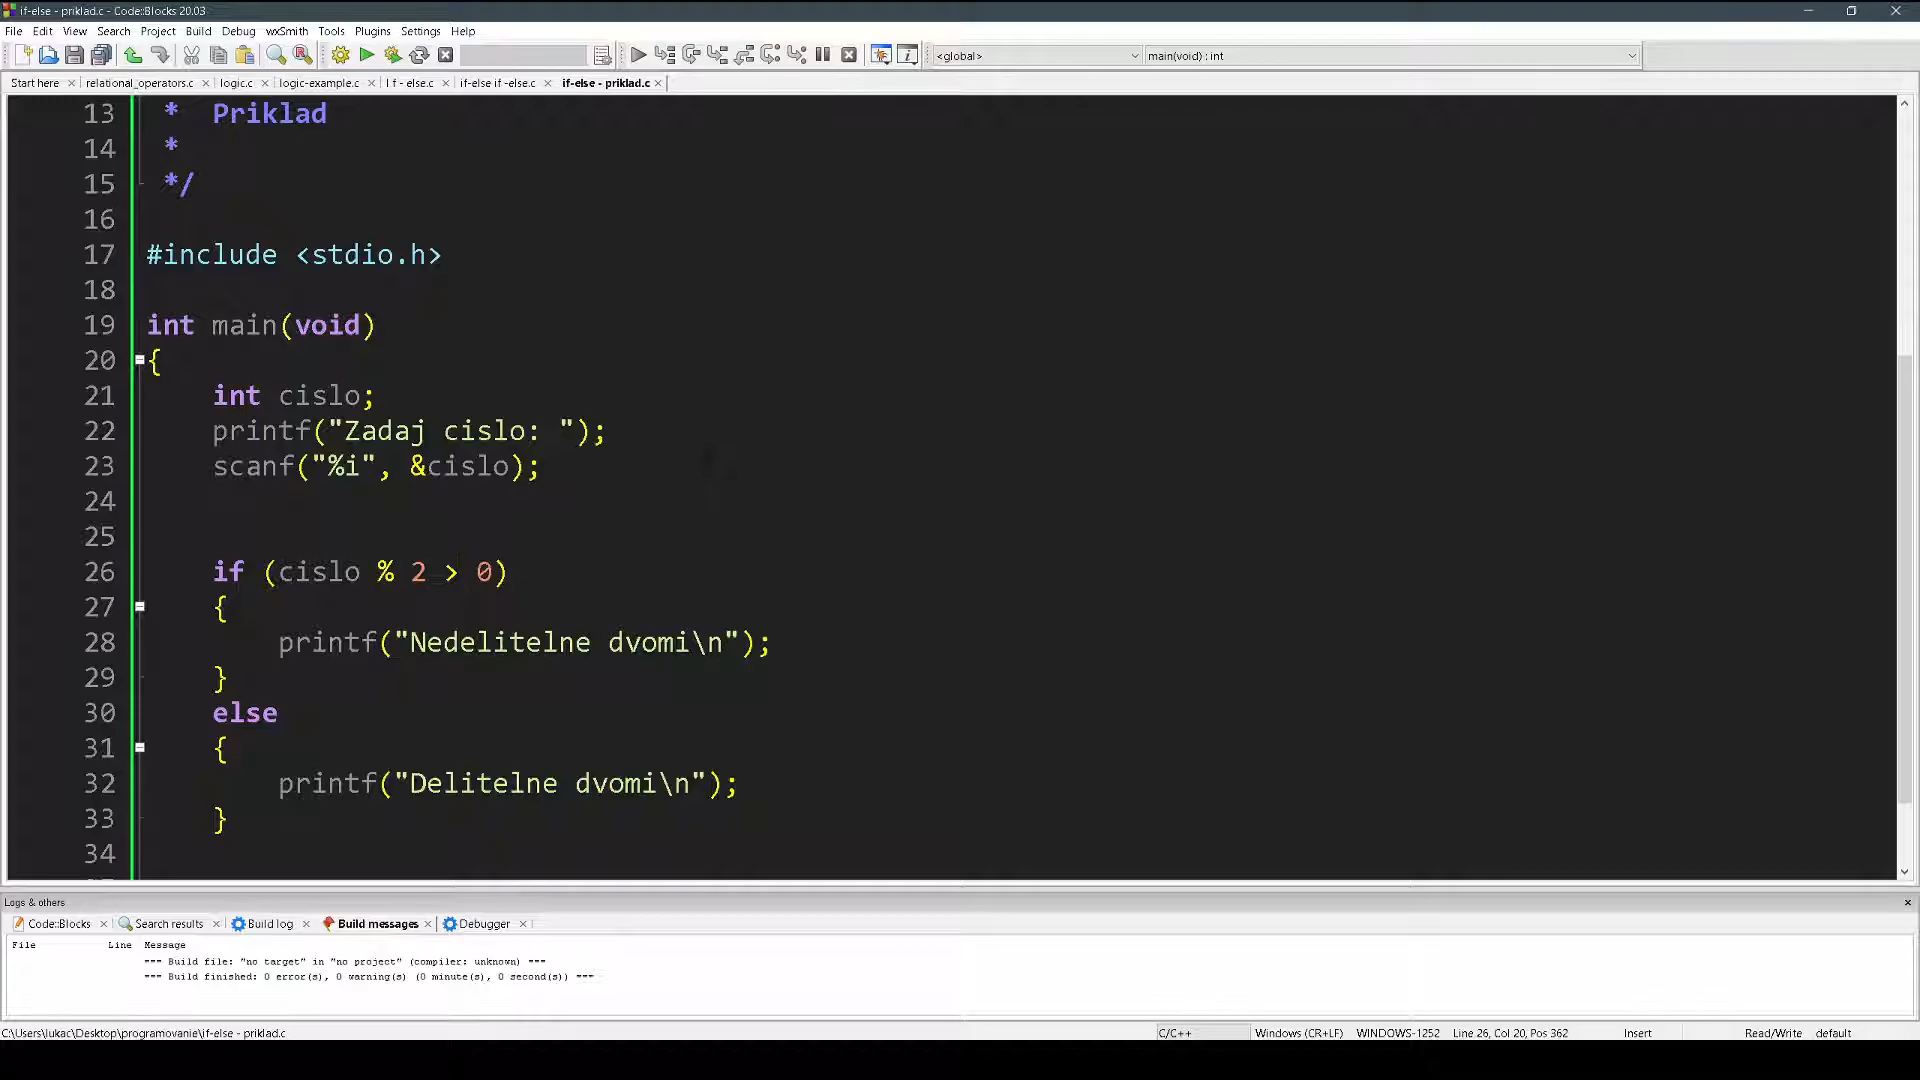 if-else - priklad.c - Code::Blocks 20.03
File Edit View Search Project Build Debug wxSmith Tools Plugins Settings Help
<global> main(void) : int
Start here relational_operators.c logic.c logic-example.c I f - else.c if-else if -else.c if-else - priklad.c
13 * Priklad
14 *
15 */
16
17 #include <stdio.h>
18
19 int main(void)
20 {
21 int cislo;
22 printf("Zadaj cislo: ");
23 scanf("%i", &cislo);
24
25
26 if (cislo % 2 > 0)
27 {
28 printf("Nedelitelne dvomi\n");
29 }
30 else
31 {
32 printf("Delitelne dvomi\n");
33 }
34
Logs & others
Code::Blocks Search results Build log Build messages Debugger
File Line Message
=== Build file: "no target" in "no project" (compiler: unknown) ===
=== Build finished: 0 error(s), 0 warning(s) (0 minute(s), 0 second(s)) ===
C:\Users\lukac\Desktop\programovanie\if-else - priklad.c C/C++ Windows (CR+LF) WINDOWS-1252 Line 26, Col 20, Pos 362 Insert Read/Write default